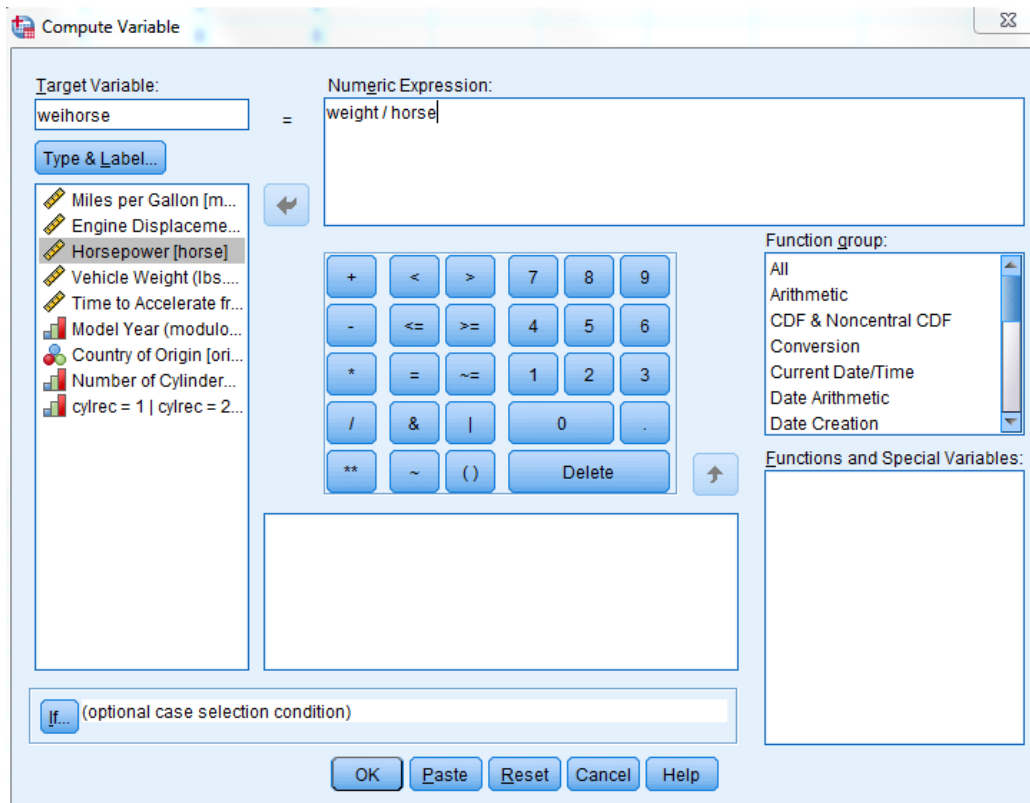 Compute Variable
Target Variable:
weihorse
=
Numeric Expression:
weight / horse
Type & Label...
Miles per Gallon [m...
Engine Displaceme...
Horsepower [horse]
Vehicle Weight (lbs....
Time to Accelerate fr...
Model Year (modulo...
Country of Origin [ori...
Number of Cylinder...
cylrec = 1 | cylrec = 2...
+ < > 7 8 9
- <= >= 4 5 6
* = ~= 1 2 3
/ & | 0 .
** ~ ( ) Delete
Function group:
All
Arithmetic
CDF & Noncentral CDF
Conversion
Current Date/Time
Date Arithmetic
Date Creation
Functions and Special Variables:
If... (optional case selection condition)
OK Paste Reset Cancel Help